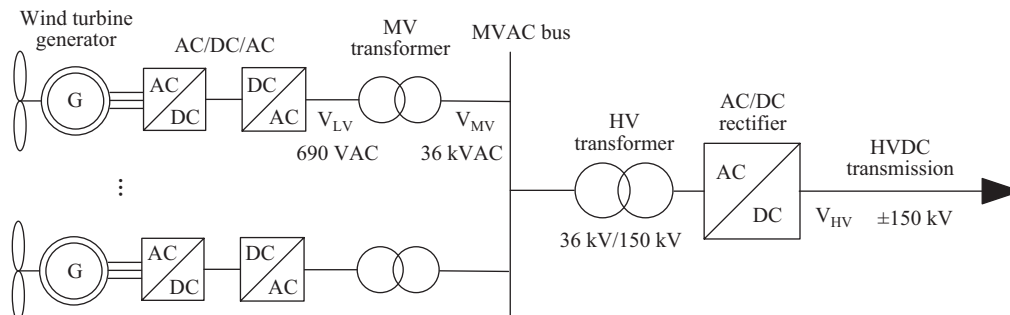 Wind turbine
generator
AC/DC/AC
MV
transformer
MVAC bus
G
AC
DC
DC
AC
V_LV
690 VAC
V_MV
36 kVAC
HV
transformer
36 kV/150 kV
AC/DC
rectifier
AC
DC
HVDC
transmission
V_HV
±150 kV
⋮
G
AC
DC
DC
AC